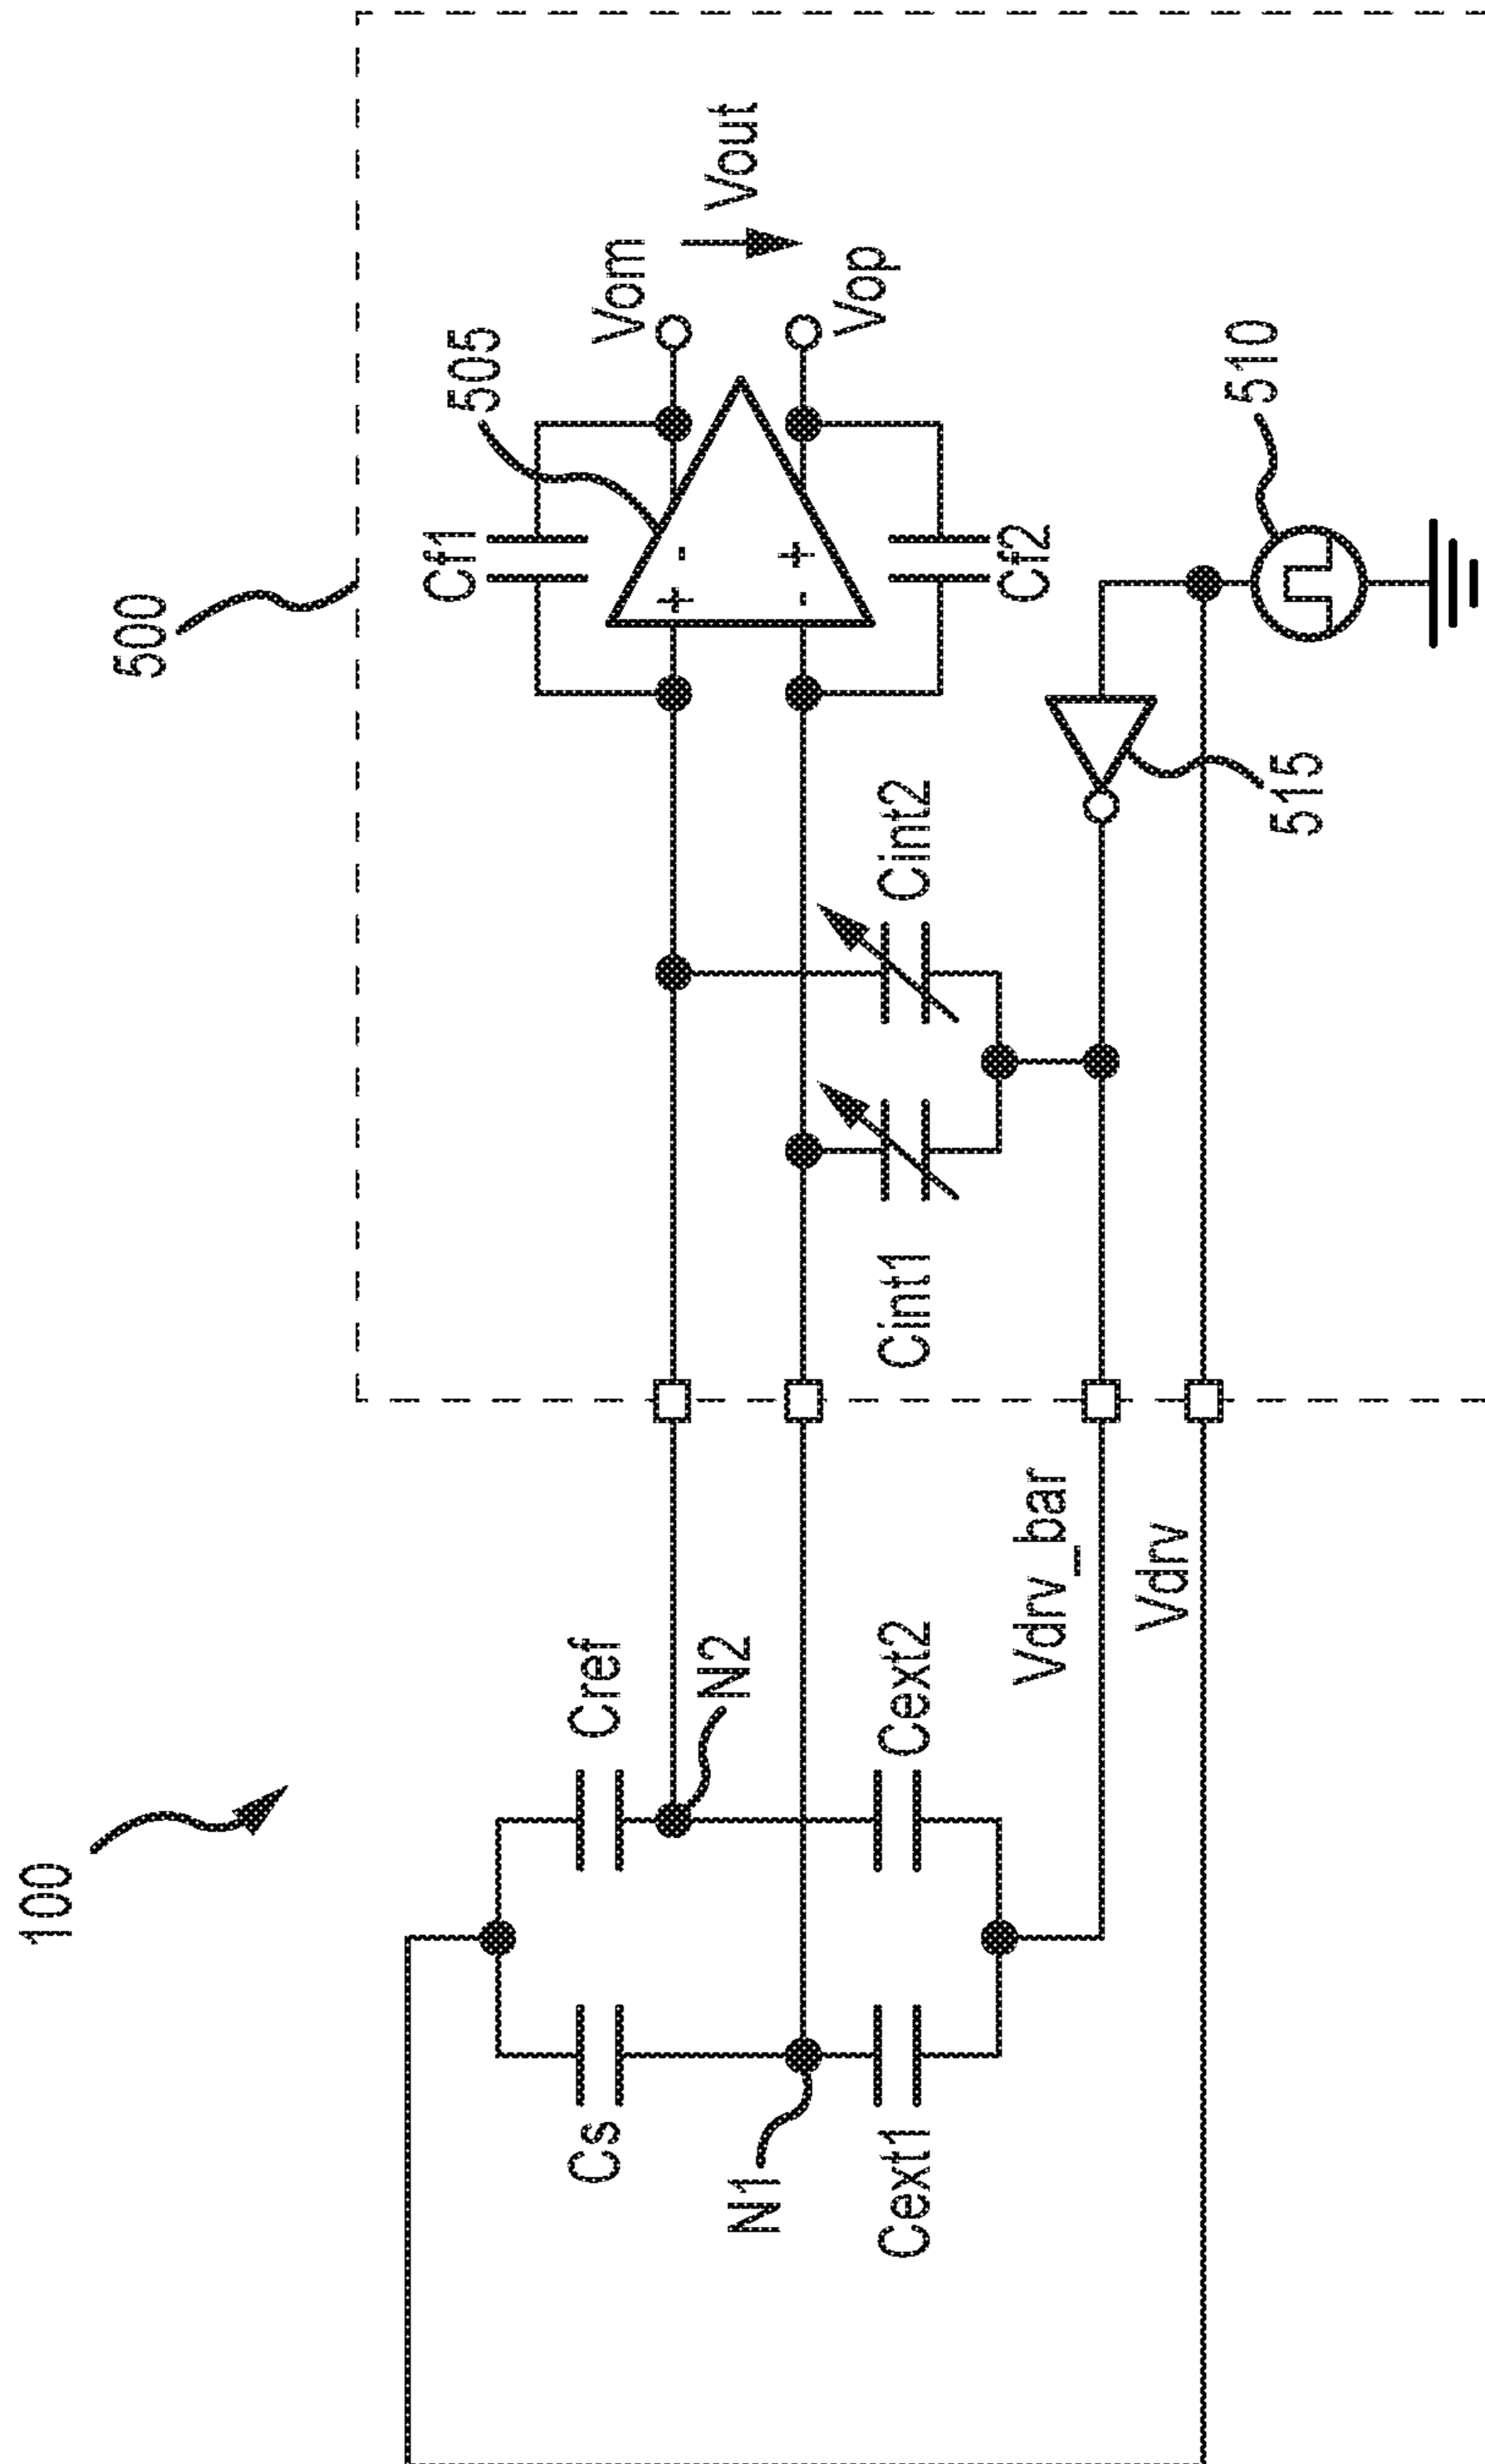 100
500
505
Cf1
Vom
Vout
Vop
+
-
-
+
Cf2
510
515
Cint1
Cint2
Cs
Cref
N2
N1
Cext1
Cext2
Vdrv_bar
Vdrv